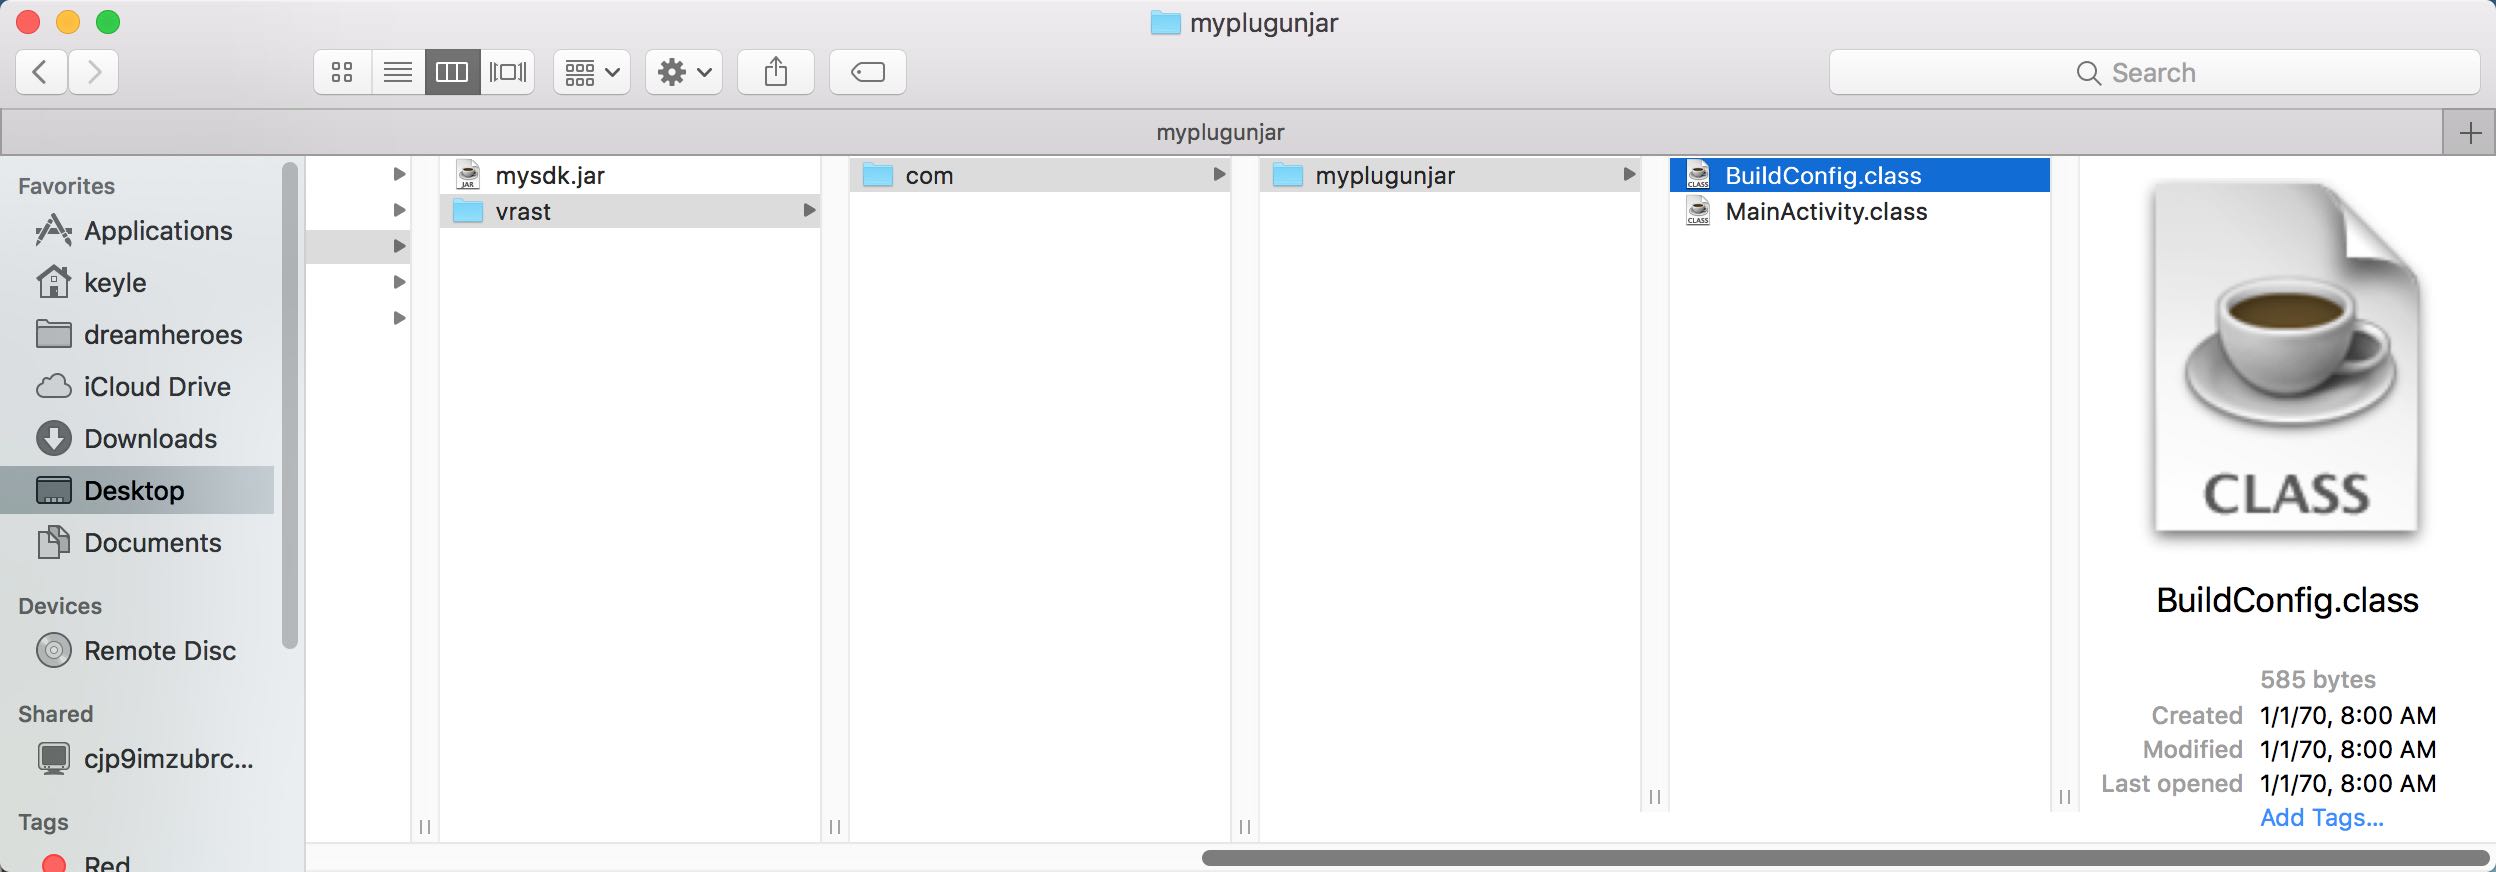 myplugunjar
Search
myplugunjar
Favorites
Applications
keyle
dreamheroes
iCloud Drive
Downloads
Desktop
Documents
Devices
Remote Disc
Shared
cjp9imzubrc...
Tags
Red
JAR mysdk.jar
vrast
com
myplugunjar
CLASS BuildConfig.class
CLASS MainActivity.class
CLASS
BuildConfig.class
585 bytes
Created 1/1/70, 8:00 AM
Modified 1/1/70, 8:00 AM
Last opened 1/1/70, 8:00 AM
Add Tags...